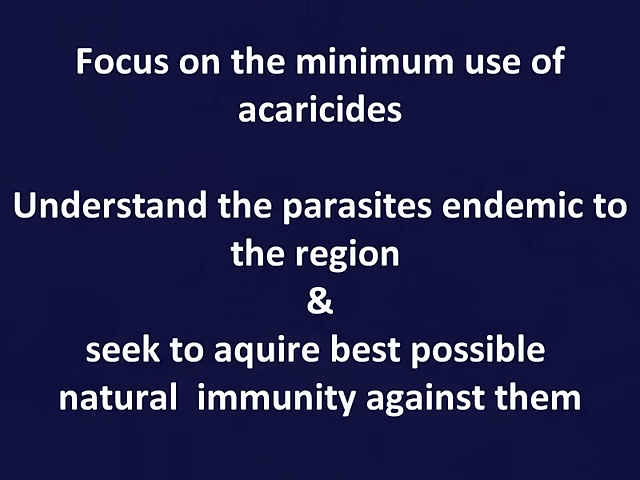 Focus on the minimum use of
acaricides
Understand the parasites endemic to
the region
&
seek to aquire best possible
natural  immunity against them